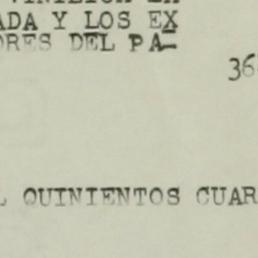 ADA Y LOS EX
ORES DEL PA-
36
QUINIENTOS CUAR